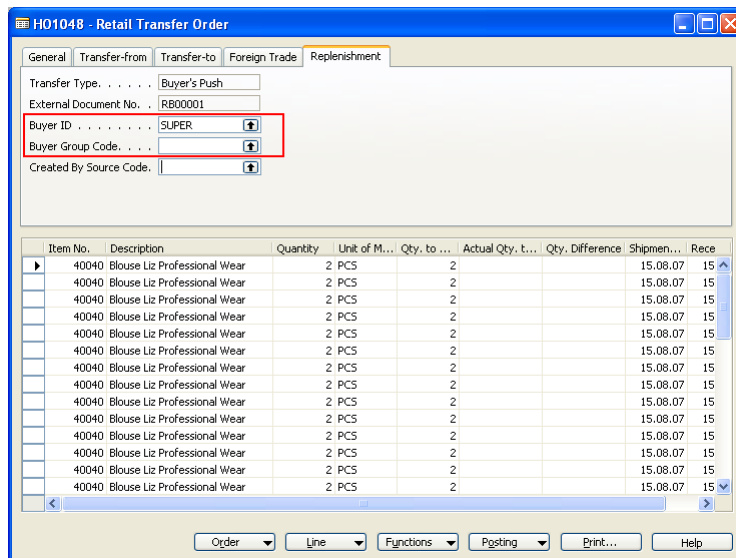 HO1048 - Retail Transfer Order
General Transfer-from Transfer-to Foreign Trade Replenishment
Transfer Type. . . . . . Buyer's Push
External Document No. . RB00001
Buyer ID . . . . . . . . SUPER
Buyer Group Code. . . .
Created By Source Code.
Item No. Description Quantity Unit of M... Qty. to ... Actual Qty. t... Qty. Difference Shipmen... Rece
40040 Blouse Liz Professional Wear 2 PCS 2 15.08.07 15
40040 Blouse Liz Professional Wear 2 PCS 2 15.08.07 15
40040 Blouse Liz Professional Wear 2 PCS 2 15.08.07 15
40040 Blouse Liz Professional Wear 2 PCS 2 15.08.07 15
40040 Blouse Liz Professional Wear 2 PCS 2 15.08.07 15
40040 Blouse Liz Professional Wear 2 PCS 2 15.08.07 15
40040 Blouse Liz Professional Wear 2 PCS 2 15.08.07 15
40040 Blouse Liz Professional Wear 2 PCS 2 15.08.07 15
40040 Blouse Liz Professional Wear 2 PCS 2 15.08.07 15
40040 Blouse Liz Professional Wear 2 PCS 2 15.08.07 15
40040 Blouse Liz Professional Wear 2 PCS 2 15.08.07 15
40040 Blouse Liz Professional Wear 2 PCS 2 15.08.07 15
40040 Blouse Liz Professional Wear 2 PCS 2 15.08.07 15
40040 Blouse Liz Professional Wear 2 PCS 2 15.08.07 15
Order Line Functions Posting Print... Help